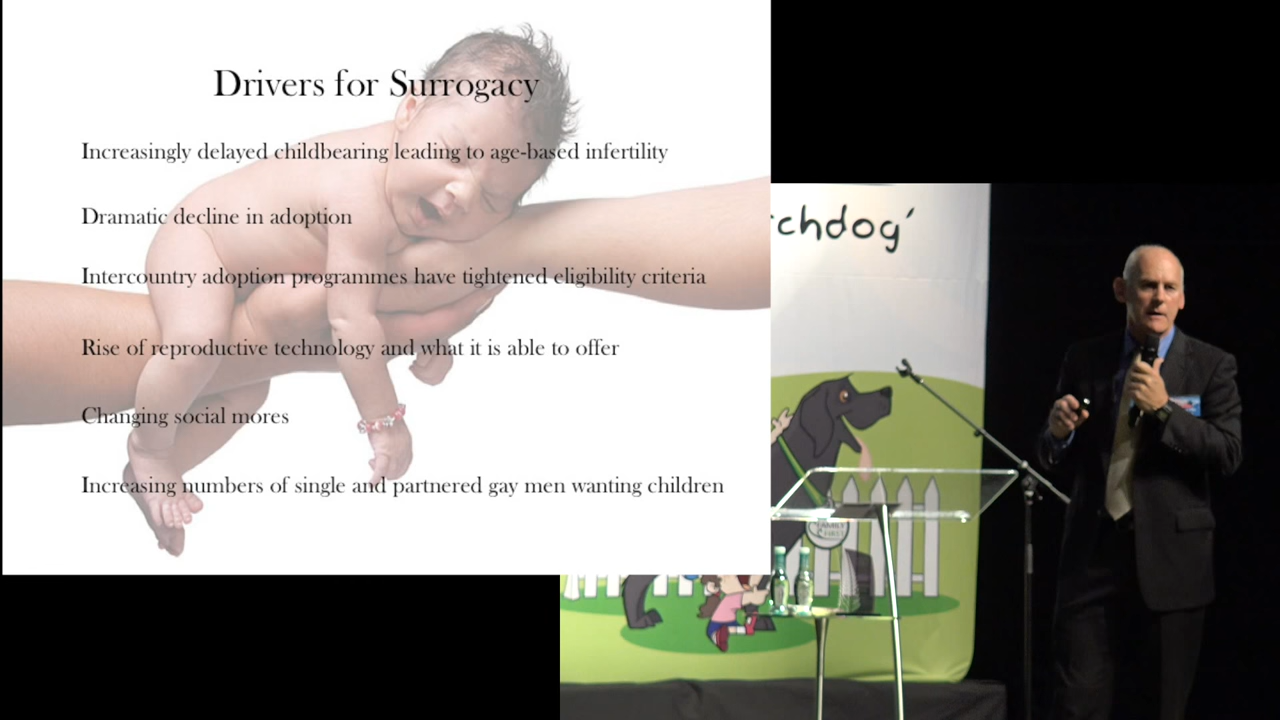 Drivers for Surrogacy
Increasingly delayed childbearing leading to age-based infertility
Dramatic decline in adoption
Intercountry adoption programmes have tightened eligibility criteria
Rise of reproductive technology and what it is able to offer
Changing social mores
Increasing numbers of single and partnered gay men wanting children
chdog'
FAMILY FIRST